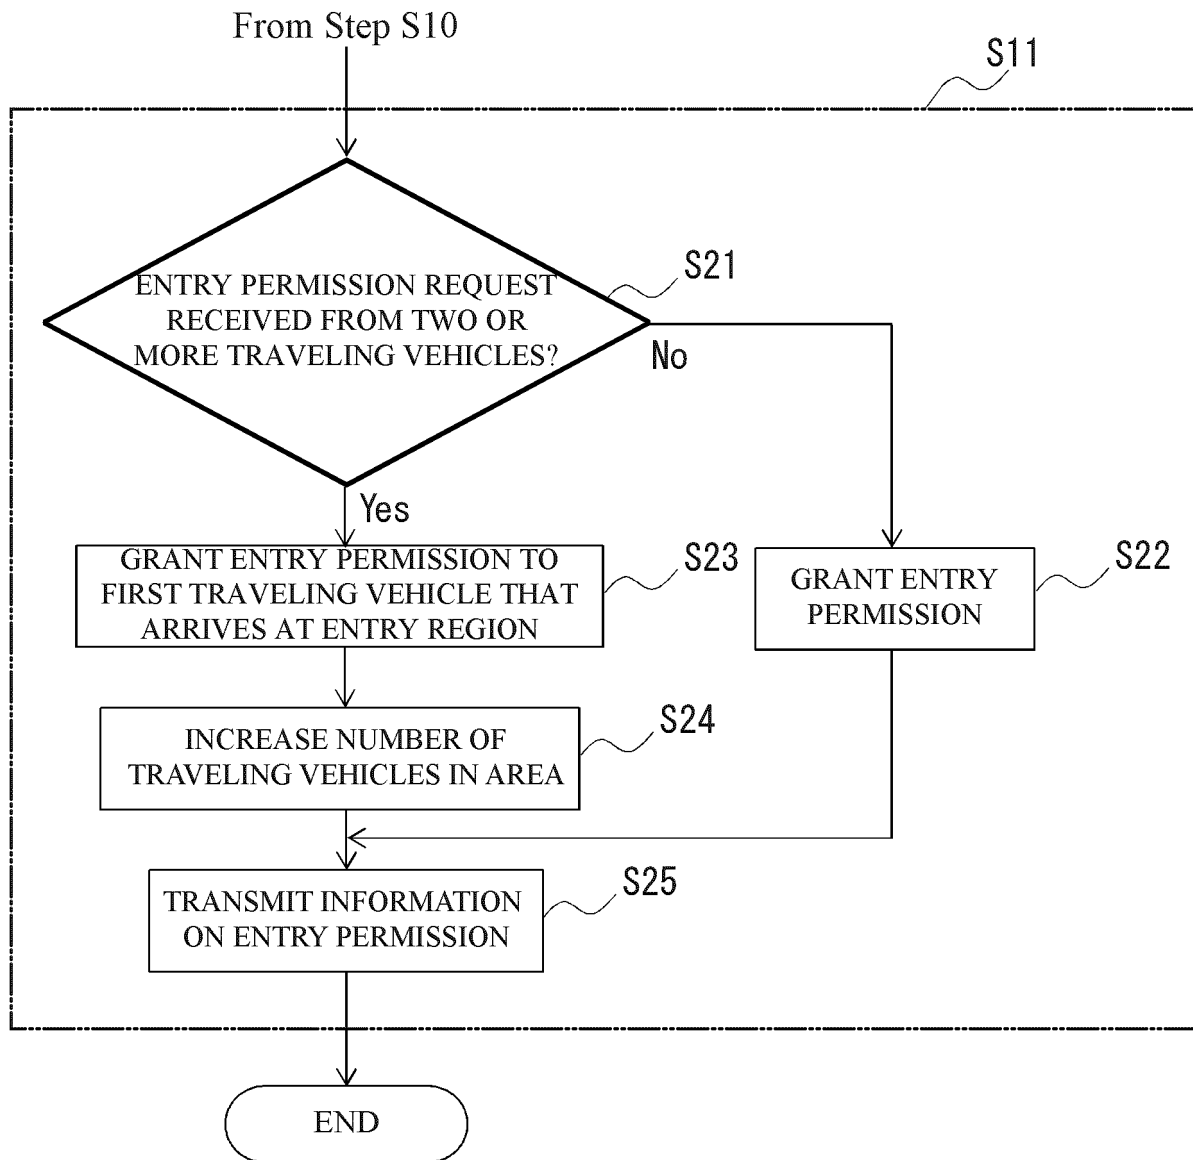 From Step S10
S11
ENTRY PERMISSION REQUEST
RECEIVED FROM TWO OR
MORE TRAVELING VEHICLES?
S21
No
Yes
GRANT ENTRY PERMISSION TO
FIRST TRAVELING VEHICLE THAT
ARRIVES AT ENTRY REGION
S23
GRANT ENTRY
PERMISSION
S22
INCREASE NUMBER OF
TRAVELING VEHICLES IN AREA
S24
TRANSMIT INFORMATION
ON ENTRY PERMISSION
S25
END